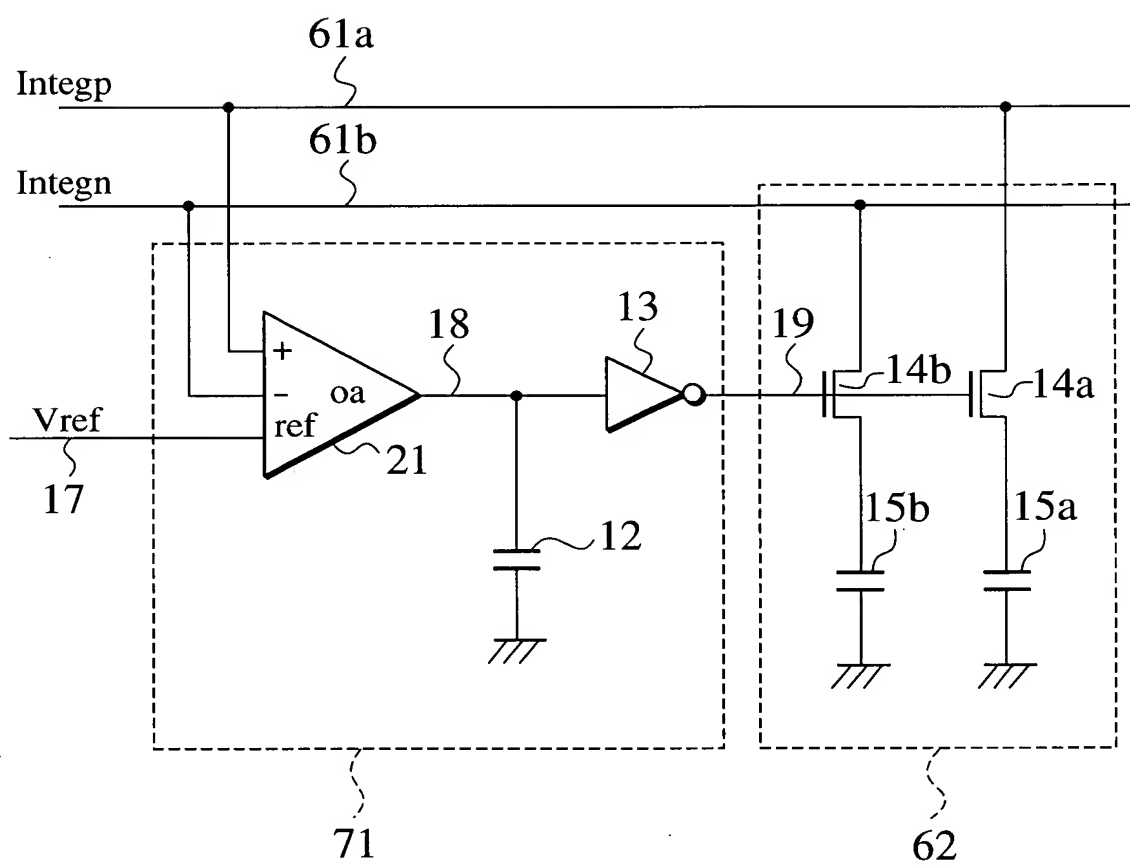 61a
Integp
61b
Integn
13
18
19
+
14b
14a
−
oa
Vref
ref
21
17
15b
15a
12
71
62